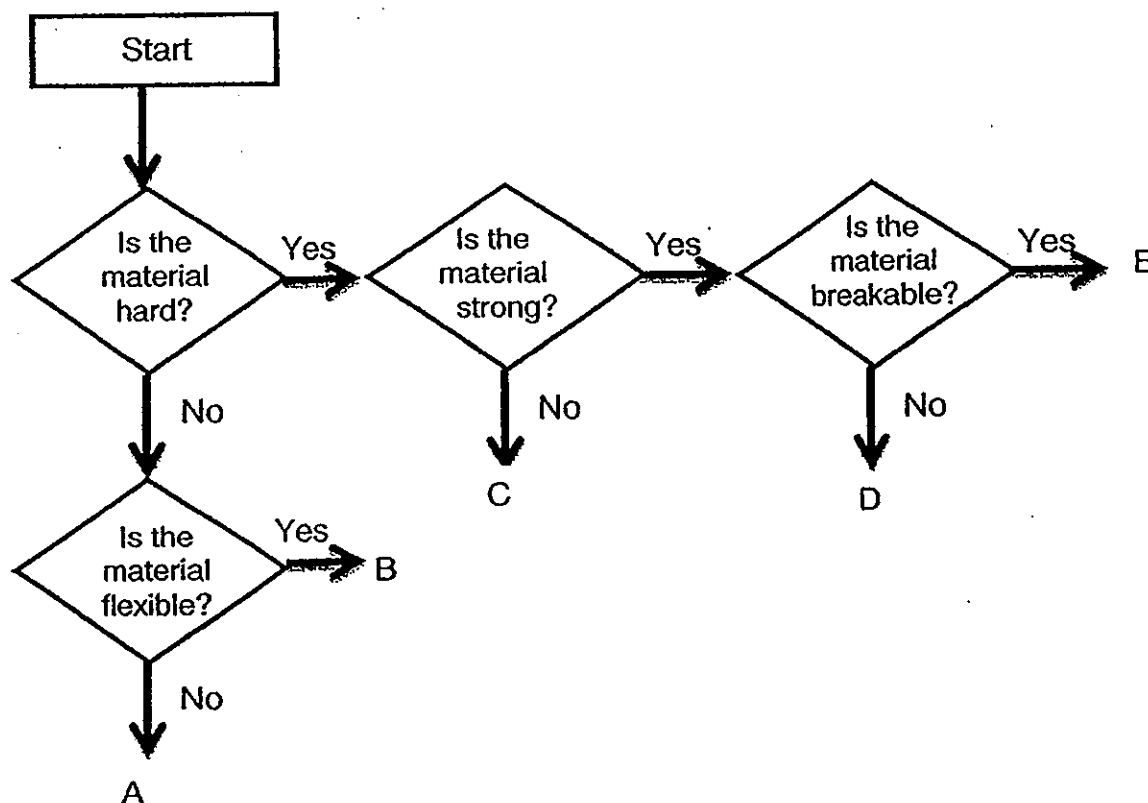 Start
Is the
material
hard?
Yes
Is the
material
strong?
Yes
Is the
material
breakable?
Yes
E
No
No
No
C
D
Is the
material
flexible?
Yes
B
No
A